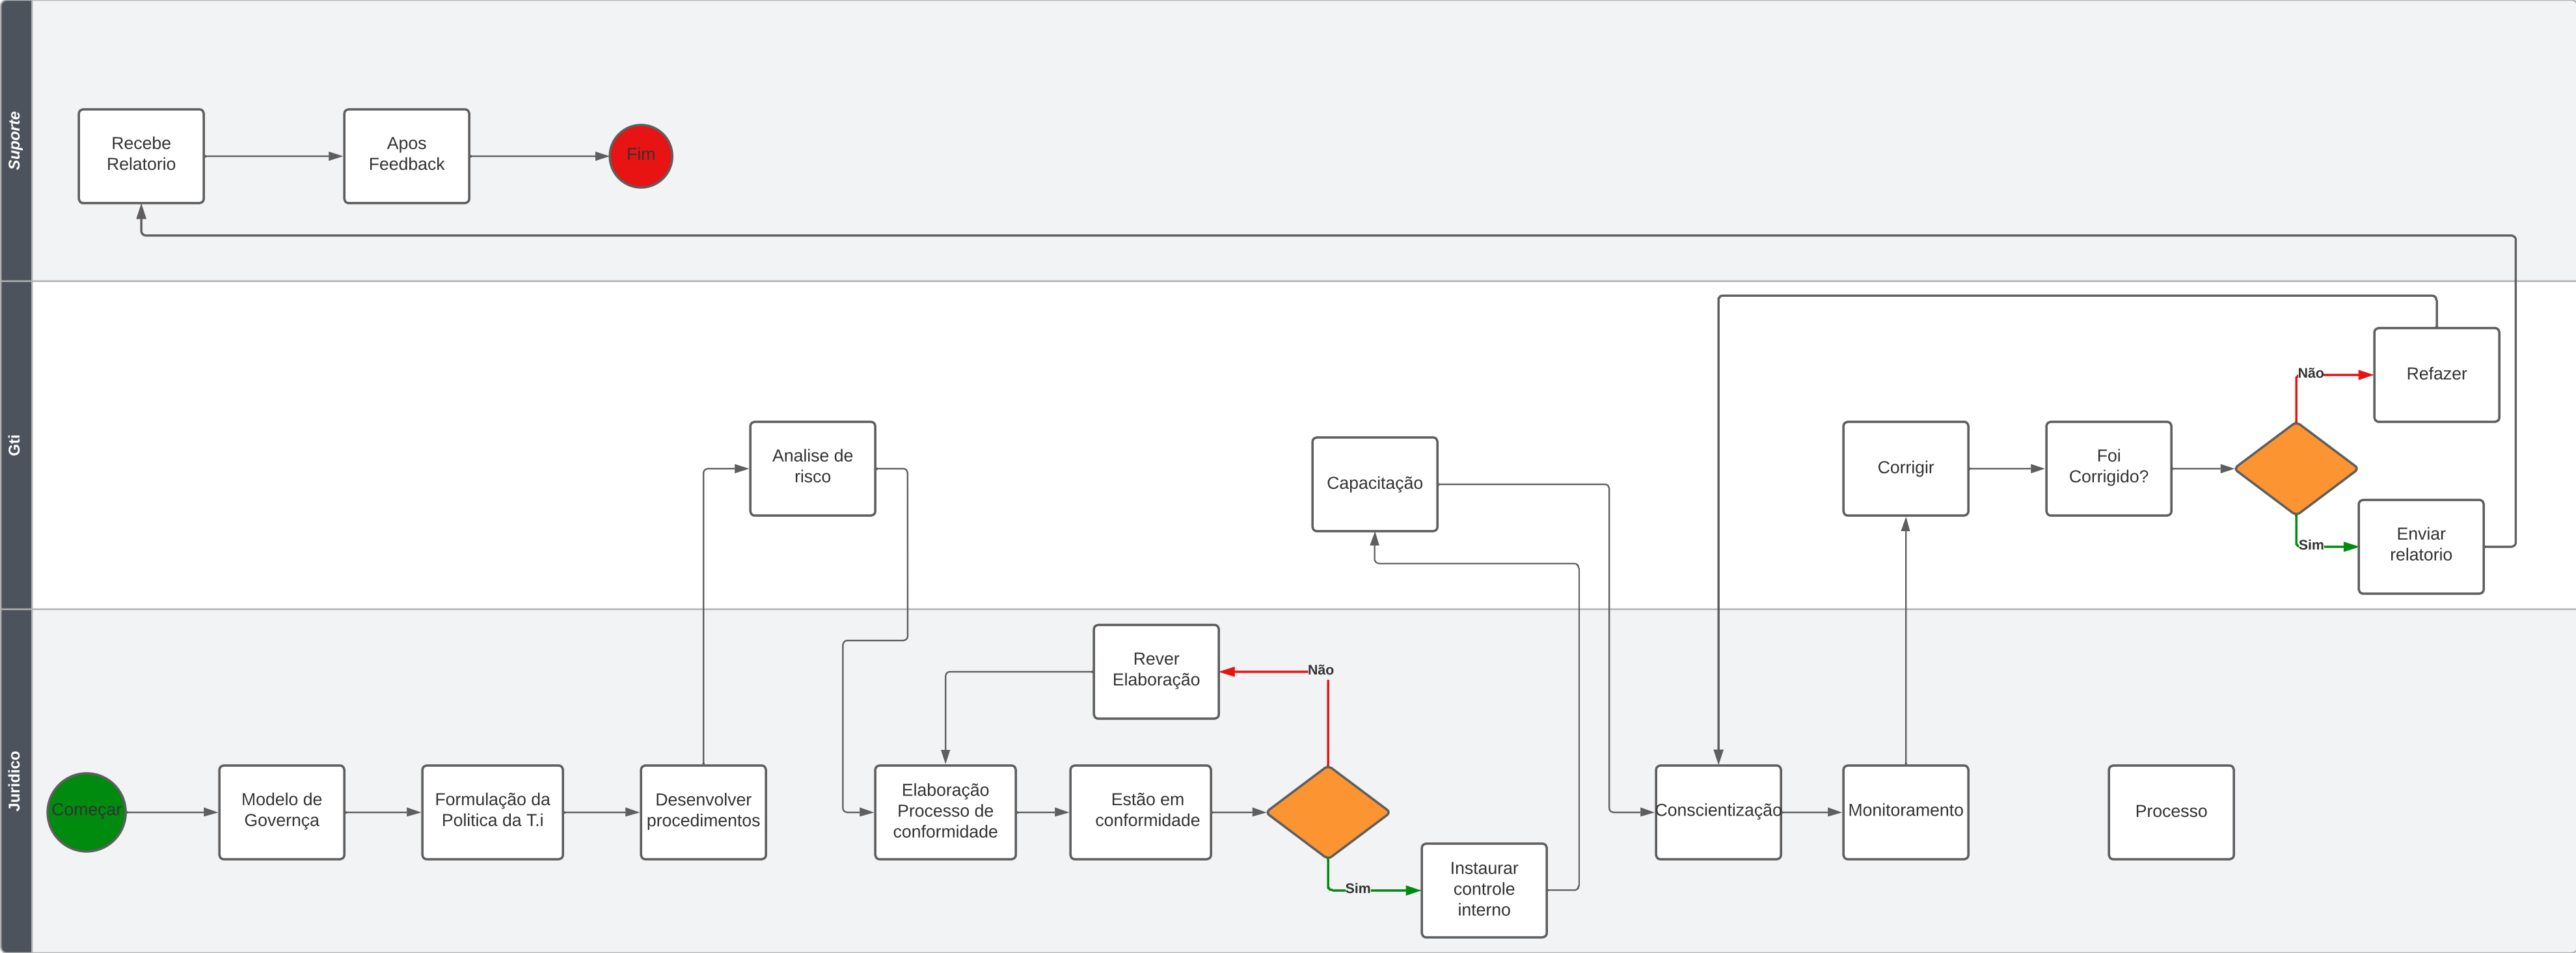 Suporte
Recebe
Relatorio
Apos
Feedback
Fim
Gti
Analise de
risco
Capacitação
Corrigir
Foi
Corrigido?
Não
Refazer
Sim
Enviar
relatorio
Juridico
Começar
Modelo de
Governça
Formulação da
Politica da T.i
Desenvolver
procedimentos
Elaboração
Processo de
conformidade
Rever
Elaboração
Não
Estão em
conformidade
Sim
Instaurar
controle
interno
Conscientização
Monitoramento
Processo